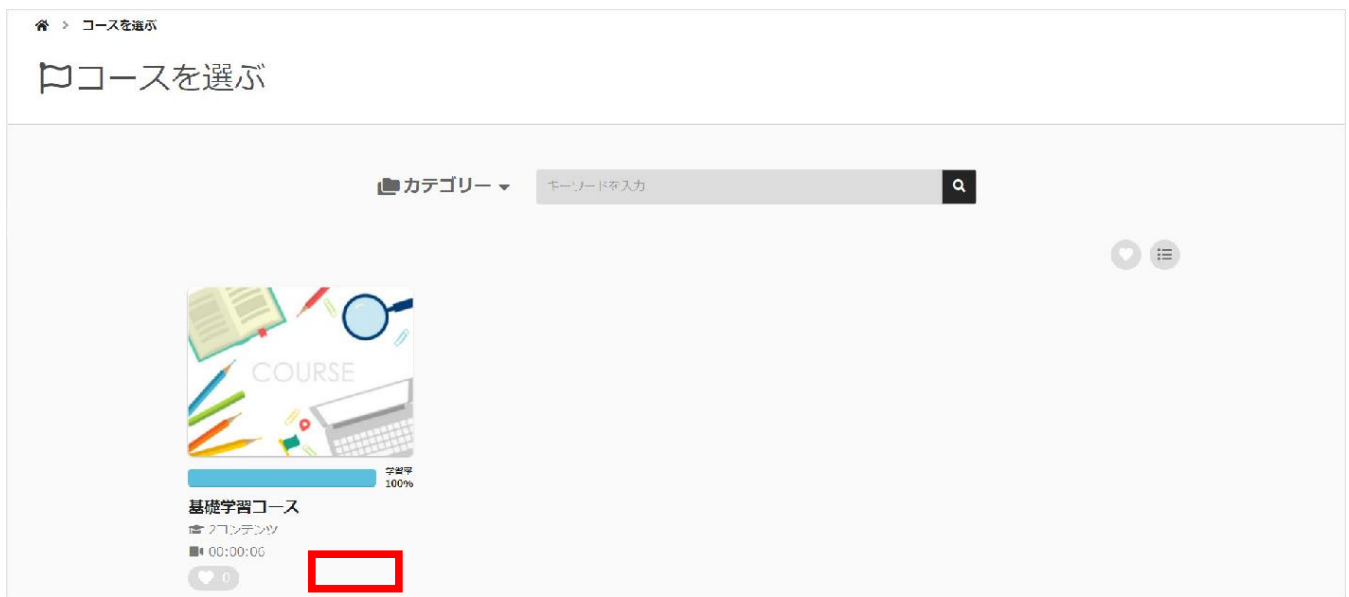 コースを選ぶ
コースを選ぶ
カテゴリー
キーワードを入力
COURSE
学習率
100%
基礎学習コース
2コンテンツ
00:00:06
0